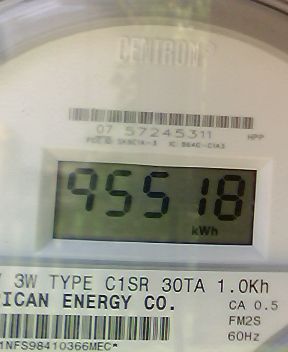 CENTRON®
07 57245311
HPP
95518
kWh
3W TYPE C1SR 30TA 1.0Kh
ICAN ENERGY CO.
CA 0.5
FM2S
60Hz
1NFS98410366MEC*